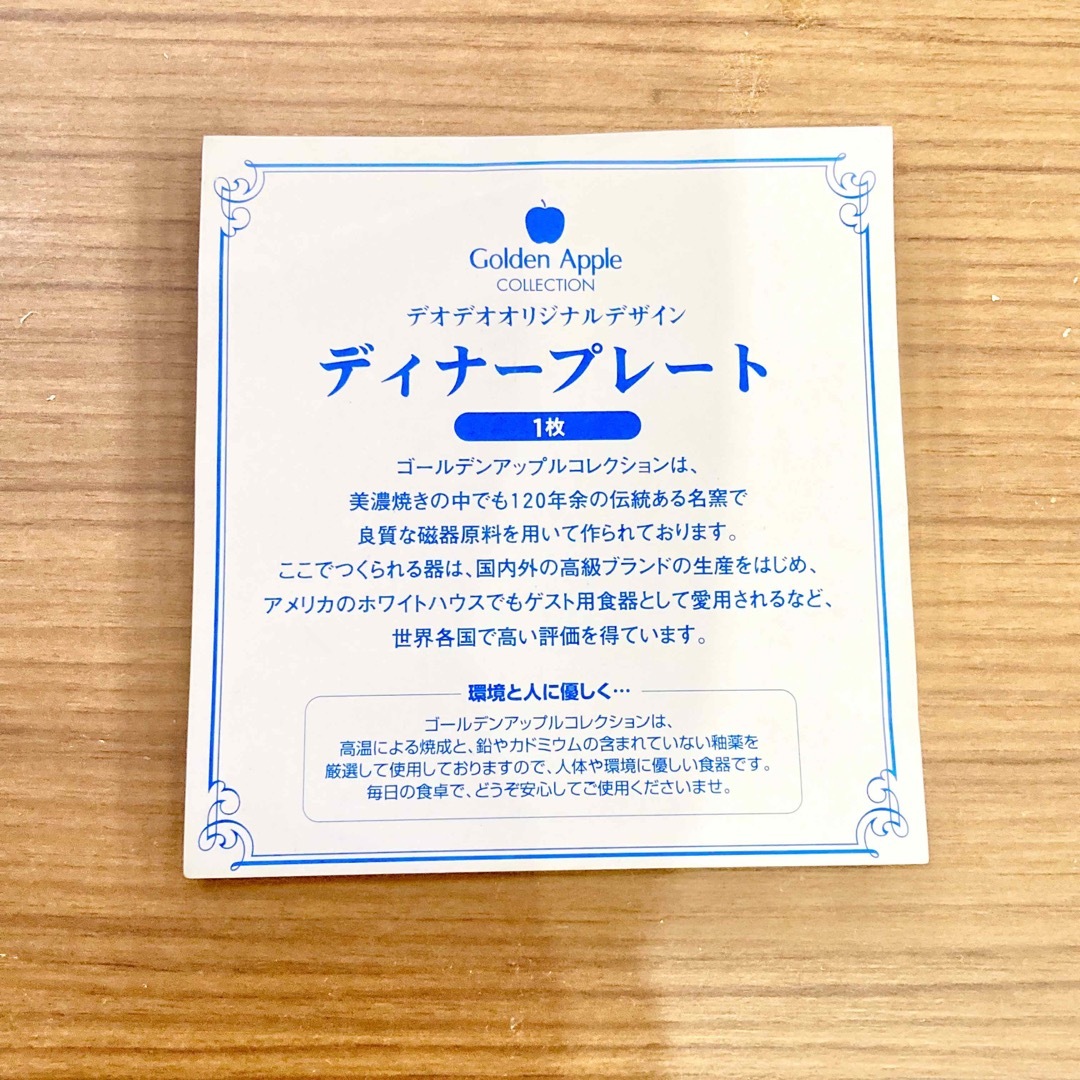 Golden Apple
COLLECTION
デオデオオリジナルデザイン
ディナープレート
1枚
ゴールデンアップルコレクションは、
美濃焼きの中でも120年余の伝統ある名窯で
良質な磁器原料を用いて作られております。
ここでつくられる器は、国内外の高級ブランドの生産をはじめ、
アメリカのホワイトハウスでもゲスト用食器として愛用されるなど、
世界各国で高い評価を得ています。
環境と人に優しく…
ゴールデンアップルコレクションは、
高温による焼成と、鉛やカドミウムの含まれていない釉薬を
厳選して使用しておりますので、人体や環境に優しい食器です。
毎日の食卓で、どうぞ安心してご使用くださいませ。